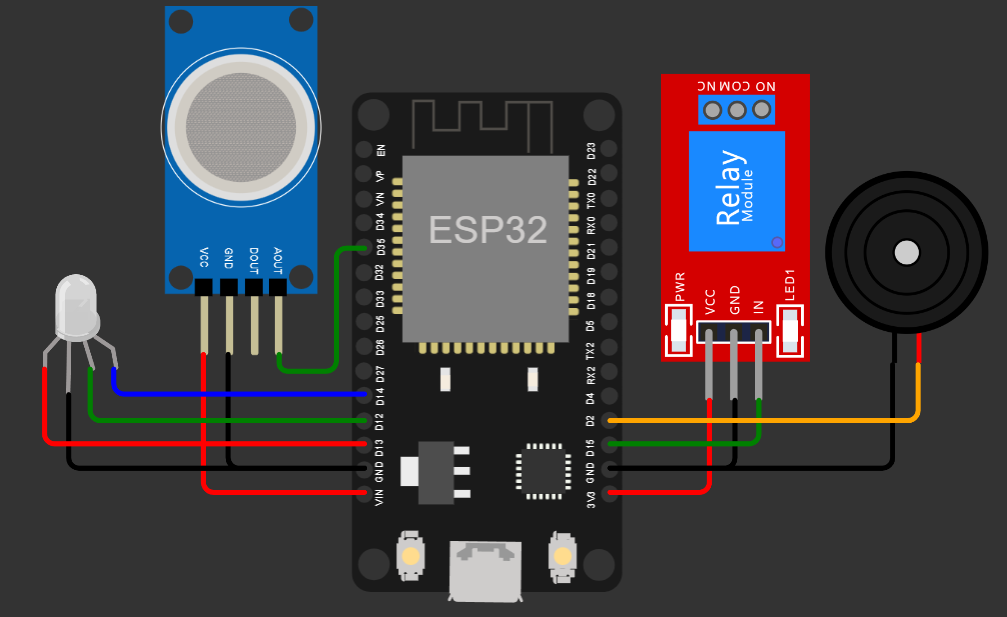 VCC
GND
DOUT
AOUT
EN
VP
VN
D34
D35
D32
D33
D25
D26
D27
D14
D12
D13
GND
VIN
ESP32
D23
D22
TX0
RX0
D21
D19
D18
D5
TX2
RX2
D4
D2
D15
GND
3V3
NO COM NC
Relay
Module
PWR
VCC
GND
IN
LED1